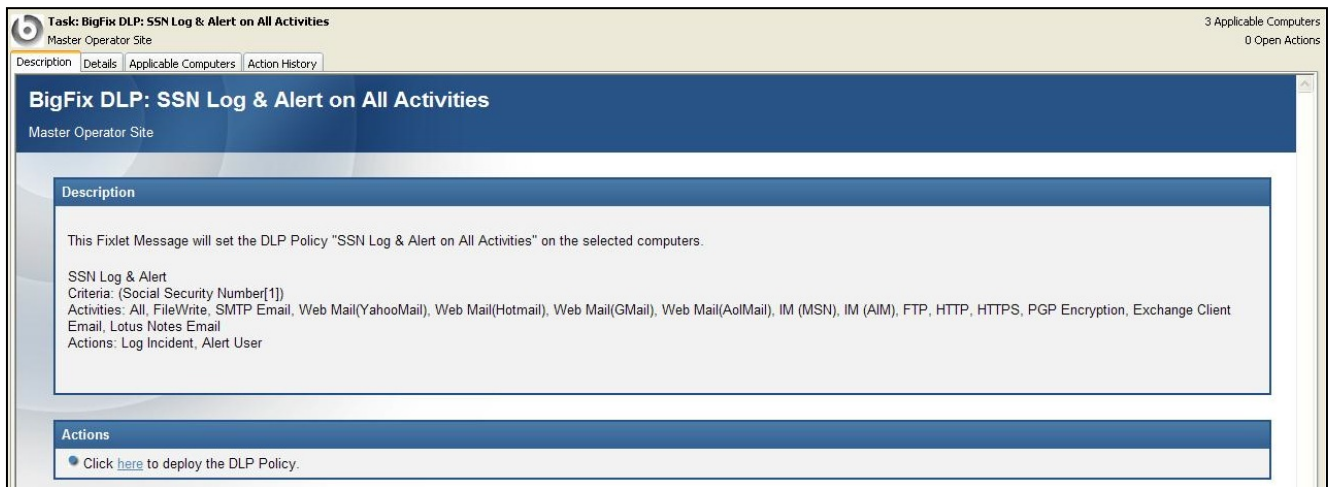 Task: BigFix DLP: SSN Log & Alert on All Activities
3 Applicable Computers
Master Operator Site
0 Open Actions
Description
Details
Applicable Computers
Action History
BigFix DLP: SSN Log & Alert on All Activities
Master Operator Site
Description
This Fixlet Message will set the DLP Policy "SSN Log & Alert on All Activities" on the selected computers.
SSN Log & Alert
Criteria: (Social Security Number[1])
Activities: All, FileWrite, SMTP Email, Web Mail(YahooMail), Web Mail(Hotmail), Web Mail(GMail), Web Mail(AolMail), IM (MSN), IM (AIM), FTP, HTTP, HTTPS, PGP Encryption, Exchange Client
Email, Lotus Notes Email
Actions: Log Incident, Alert User
Actions
Click here to deploy the DLP Policy.